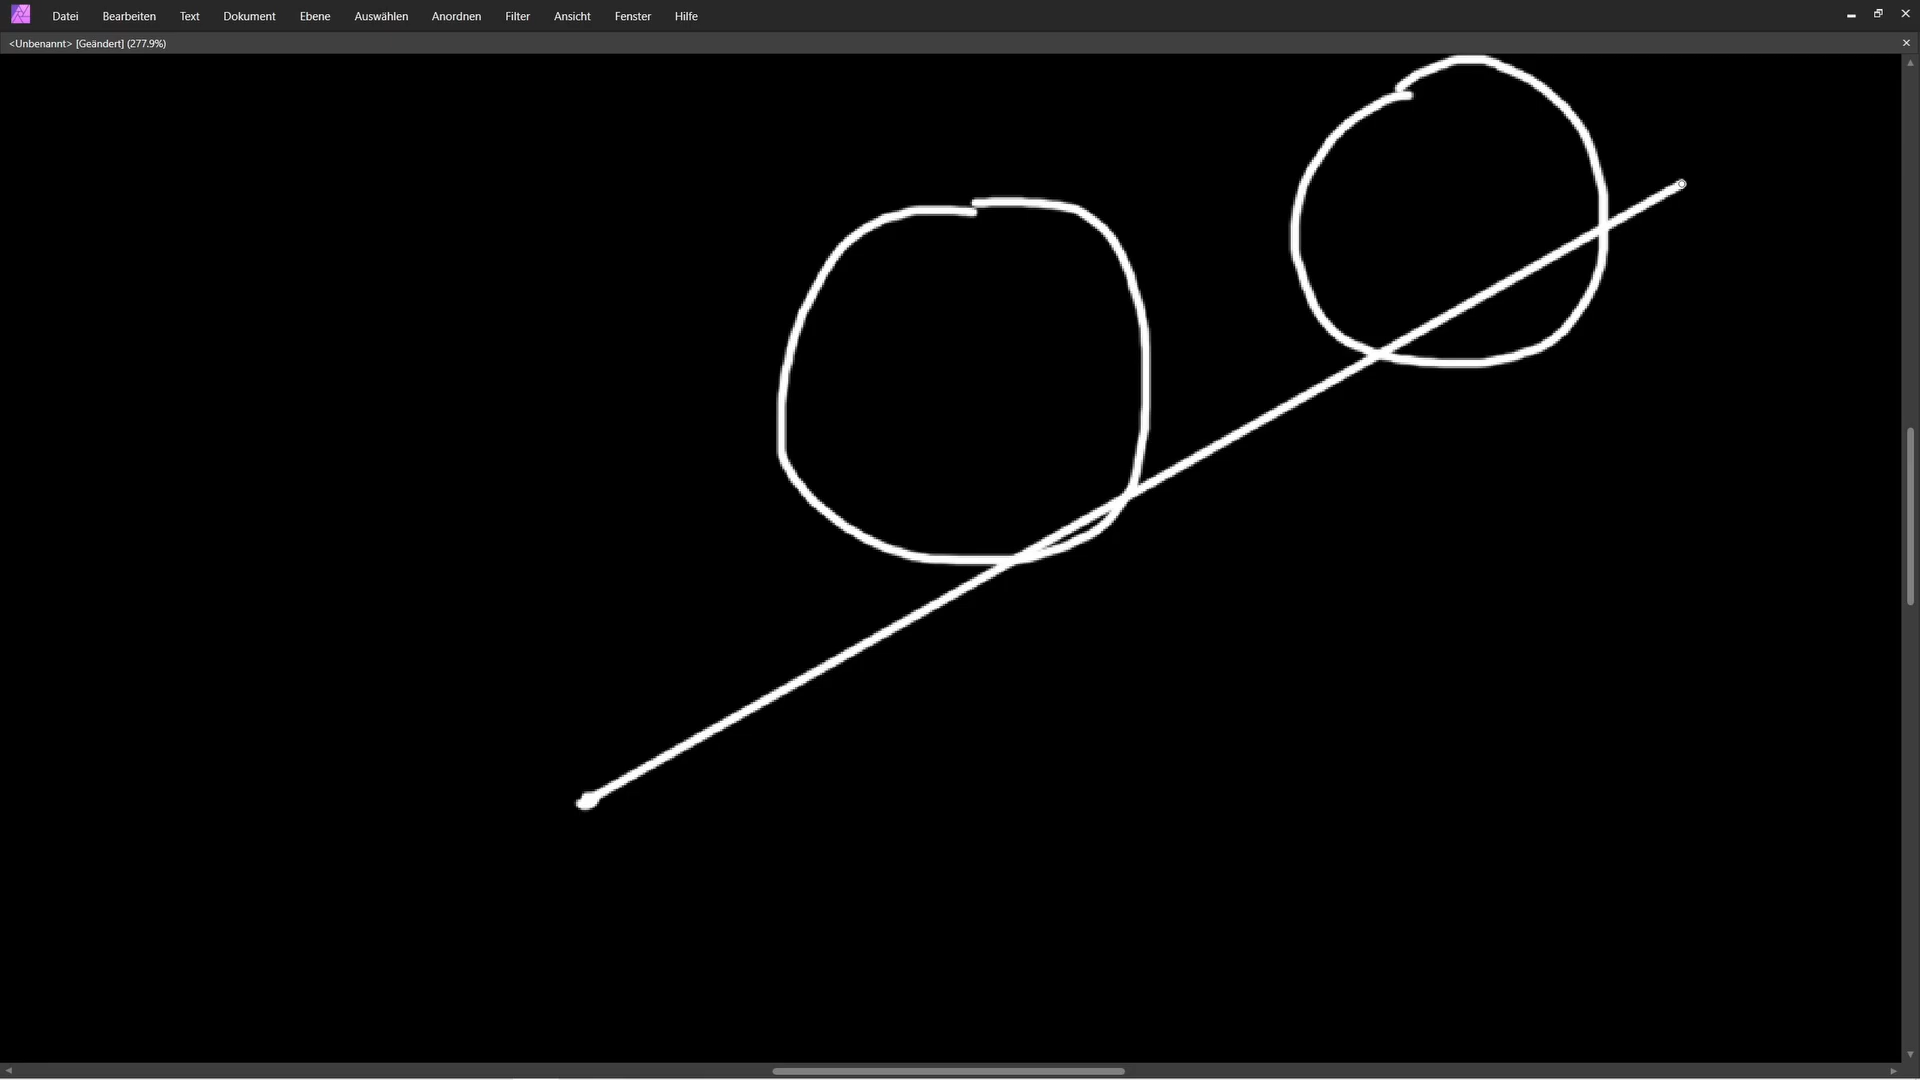 Datei Bearbeiten Text Dokument Ebene Auswählen Anordnen Filter Ansicht Fenster Hilfe
<Unbenannt> [Geändert] (277.9%)